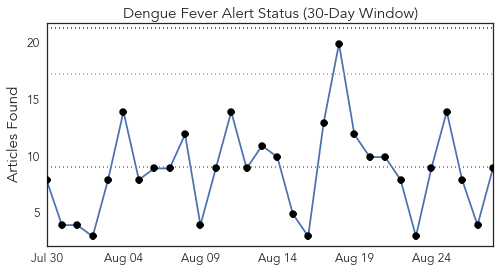 Dengue Fever Alert Status (30-Day Window)
Articles Found
20
15
10
5
Jul 30 Aug 04 Aug 09 Aug 14 Aug 19 Aug 24